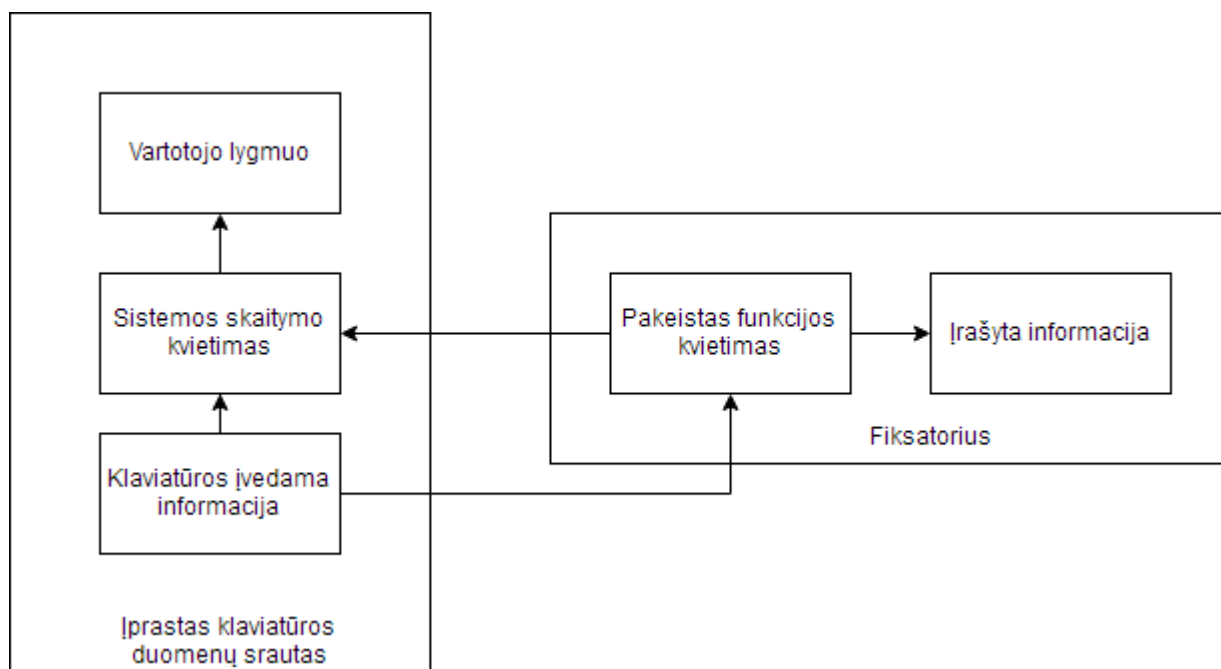 Vartotojo lygmuo
Sistemos skaitymo
kvietimas
Klaviatūros įvedama
informacija
Įprastas klaviatūros
duomenų srautas
Pakeistas funkcijos
kvietimas
Įrašyta informacija
Fiksatorius